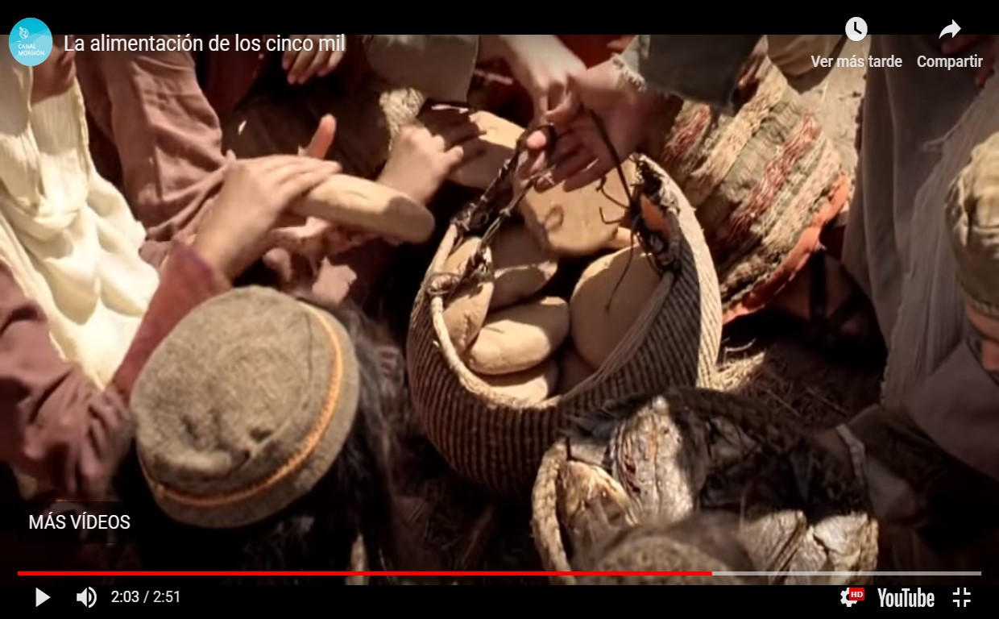 CANAL
MORMÓN
La alimentación de los cinco mil
Ver más tarde
Compartir
MÁS VÍDEOS
2:03 / 2:51
HD
YouTube